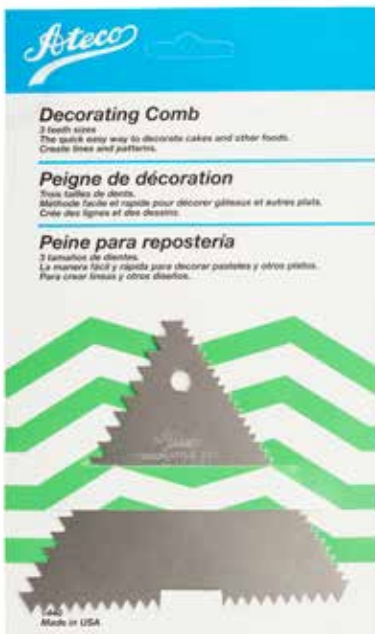 Ateco
Decorating Comb
3 teeth sizes
The quick easy way to decorate cakes and other foods.
Create lines and patterns.
Peigne de décoration
Trois tailles de dents.
Méthode facile et rapide pour décorer gâteaux et autres plats.
Crée des lignes et des dessins.
Peine para repostería
3 tamaños de dientes.
La manera fácil y rápida para decorar pasteles y otros platos.
Para crear líneas y otros diseños.
Made in USA